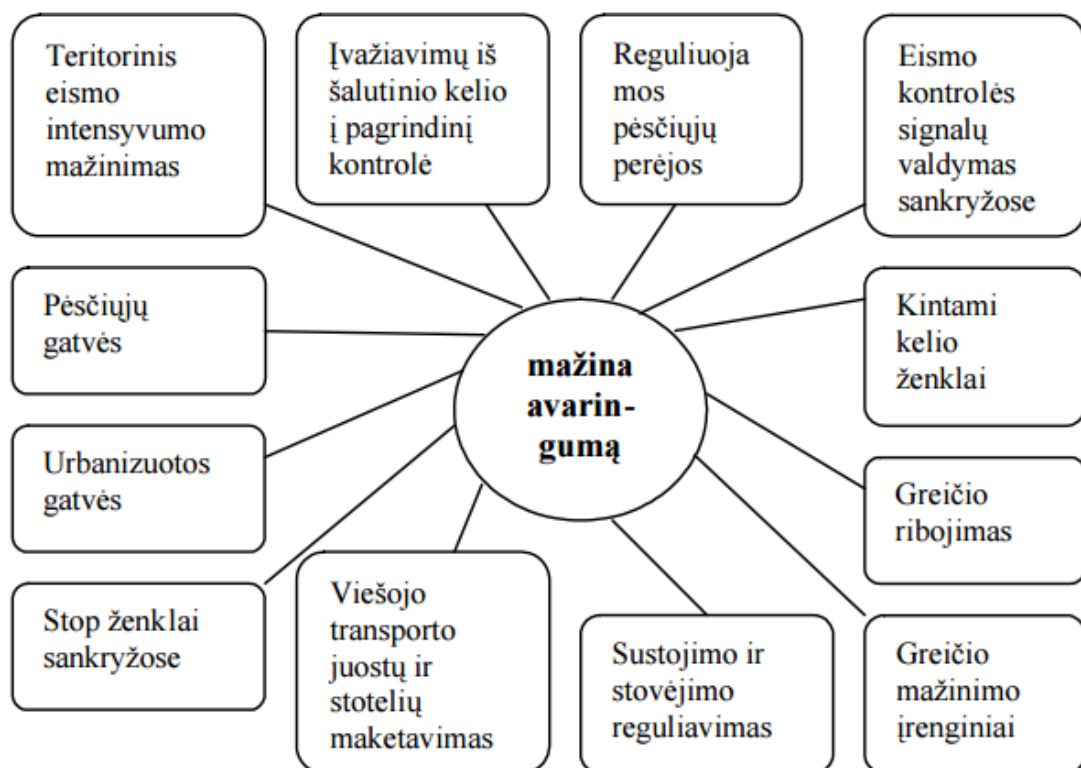 Teritorinis
eismo
intensyvumo
mažinimas
Įvažiavimų iš
šalutinio kelio
į pagrindinį
kontrolė
Reguliuoja
mos
pėsčiųjų
perėjos
Eismo
kontrolės
signalų
valdymas
sankryžose
Pėsčiųjų
gatvės
mažina
avarin-
gumą
Kintami
kelio
ženklai
Urbanizuotos
gatvės
Greičio
ribojimas
Stop ženklai
sankryžose
Viešojo
transporto
juostų ir
stotelių
maketavimas
Sustojimo ir
stovėjimo
reguliavimas
Greičio
mažinimo
įrenginiai